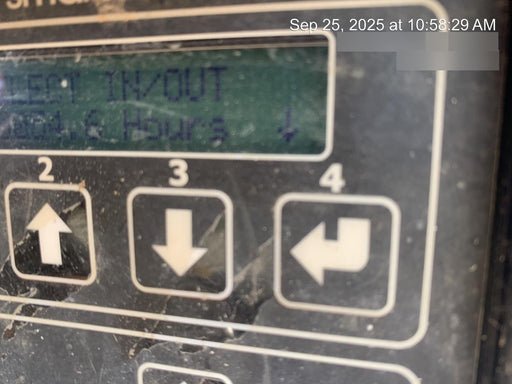 Sep 25, 2025 at 10:58:29 AM
IN/OUT
Hours ↓
2 3 4